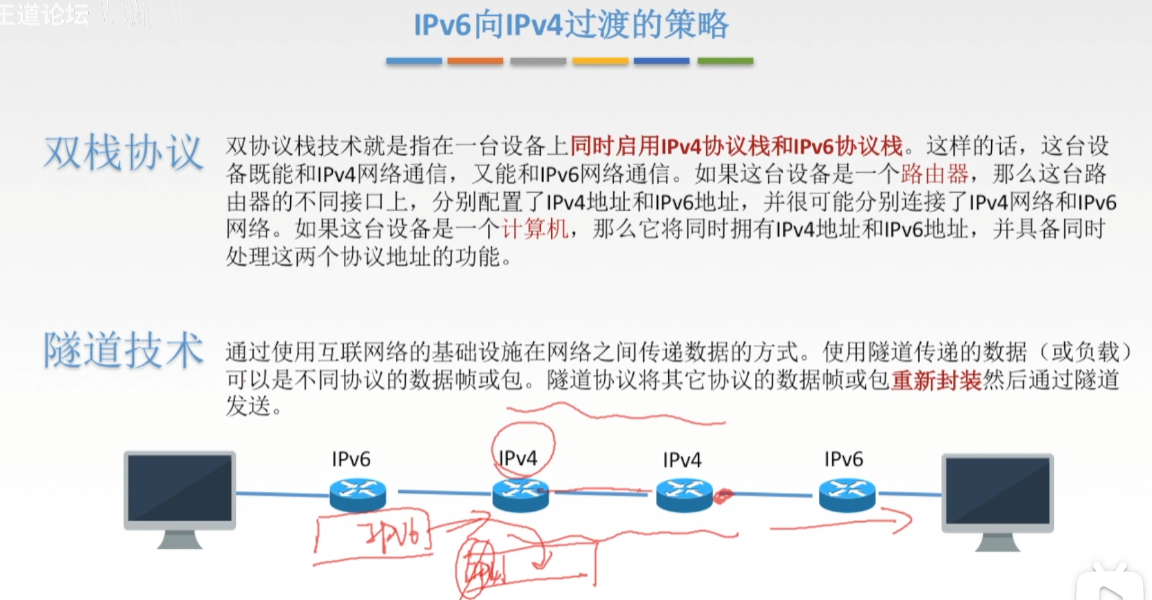 王道论坛
IPv6向IPv4过渡的策略
双栈协议
双协议栈技术就是指在一台设备上同时启用IPv4协议栈和IPv6协议栈。这样的话，这台设
备既能和IPv4网络通信，又能和IPv6网络通信。如果这台设备是一个路由器，那么这台路
由器的不同接口上，分别配置了IPv4地址和IPv6地址，并很可能分别连接了IPv4网络和IPv6
网络。如果这台设备是一个计算机，那么它将同时拥有IPv4地址和IPv6地址，并具备同时
处理这两个协议地址的功能。
隧道技术
通过使用互联网络的基础设施在网络之间传递数据的方式。使用隧道传递的数据（或负载）
可以是不同协议的数据帧或包。隧道协议将其它协议的数据帧或包重新封装然后通过隧道
发送。
IPv6
IPv4
IPv4
IPv6
IPV6